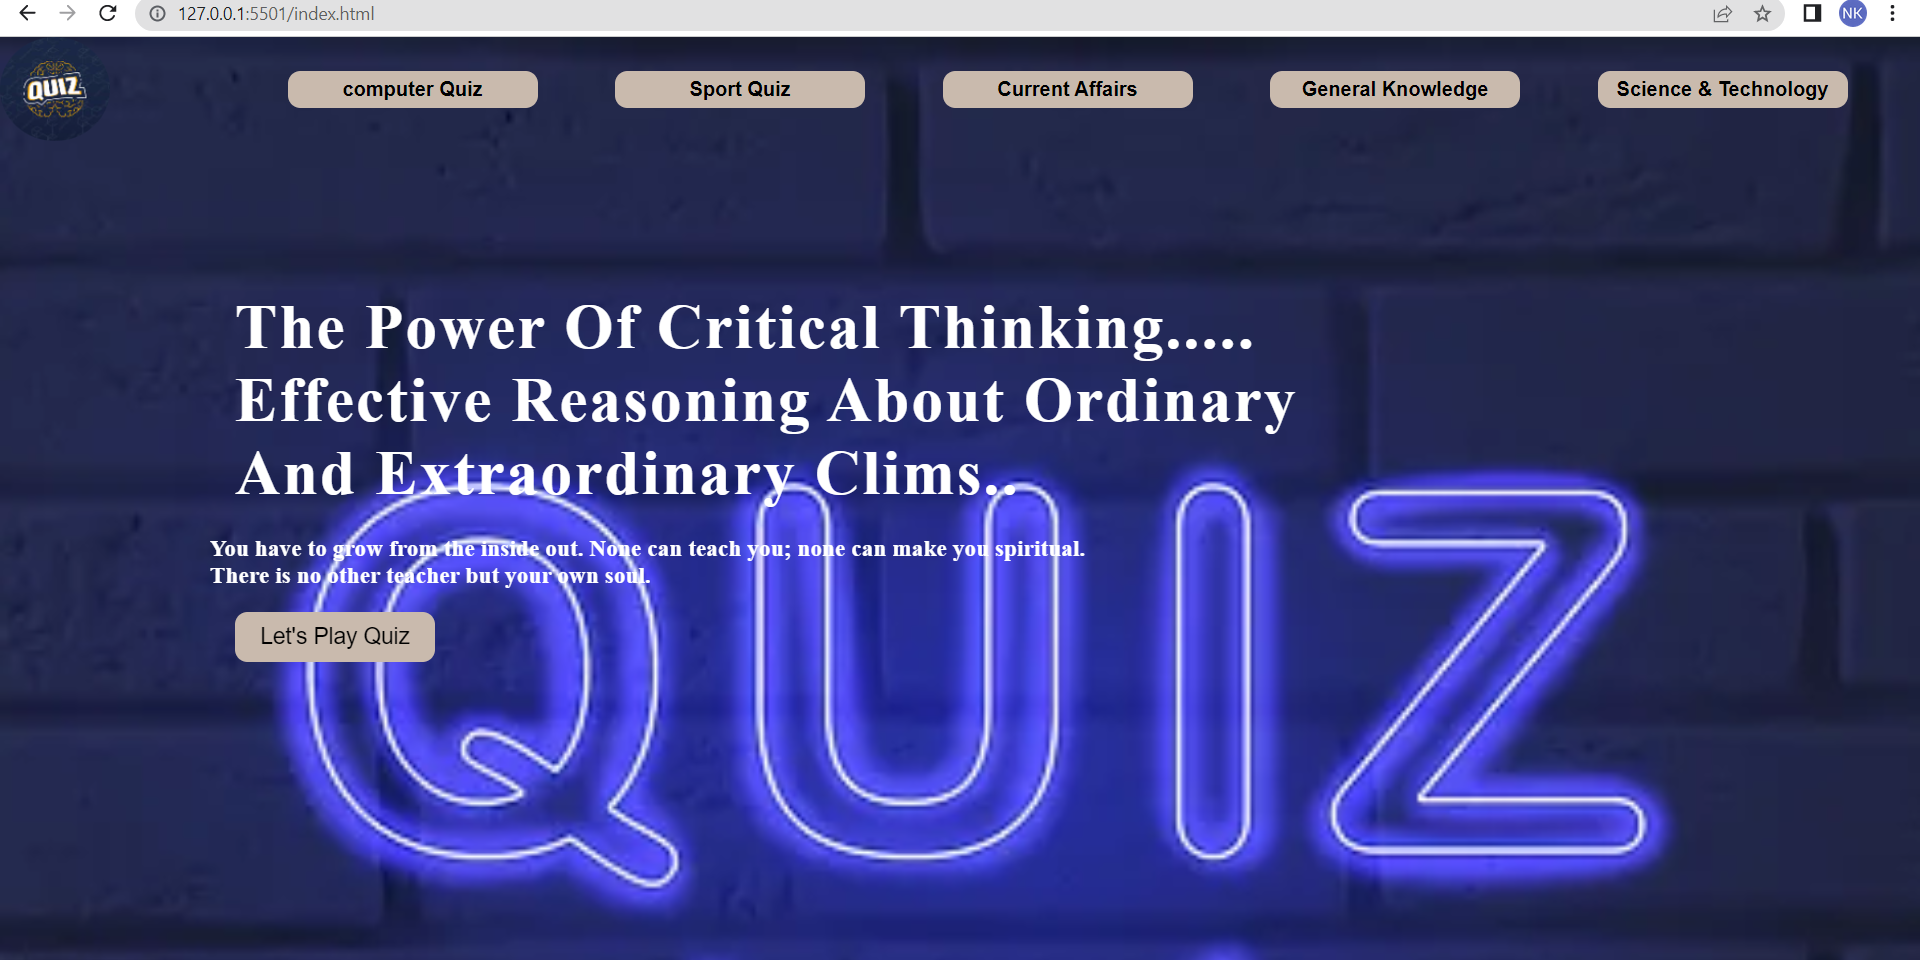 127.0.0.1:5501/index.html
NK
QUIZ
computer Quiz
Sport Quiz
Current Affairs
General Knowledge
Science & Technology
The Power Of Critical Thinking.....
Effective Reasoning About Ordinary
And Extraordinary Clims..
You have to grow from the inside out. None can teach you; none can make you spiritual.
There is no other teacher but your own soul.
Let's Play Quiz
QUIZ